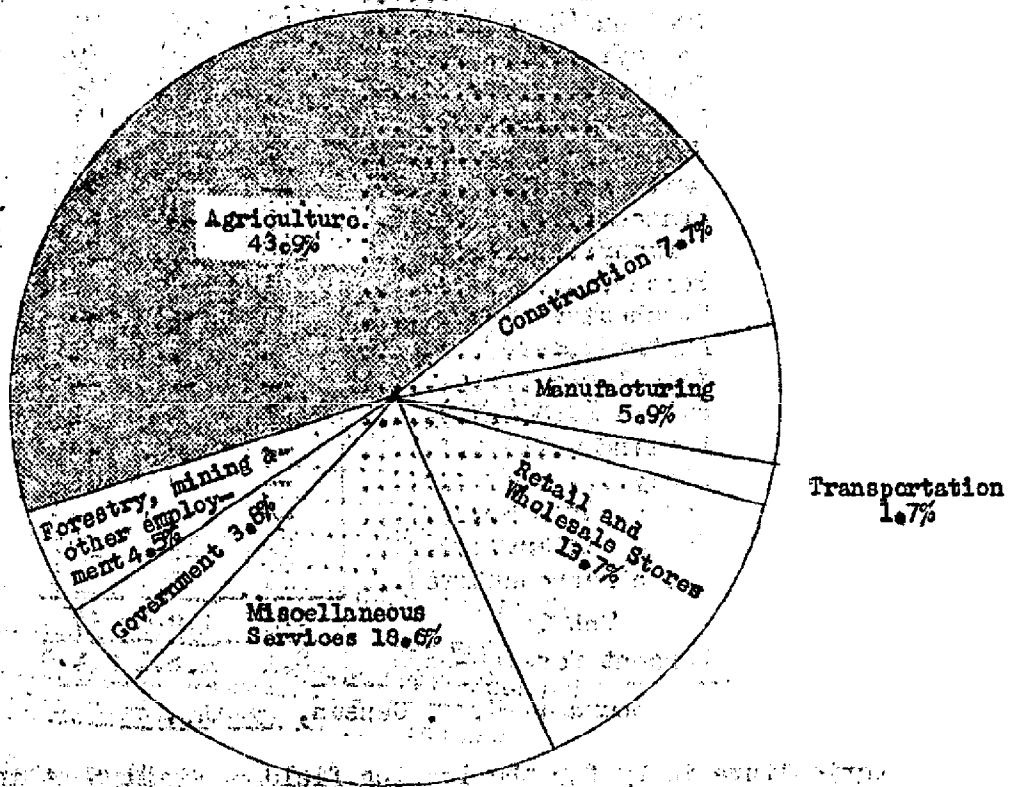 Agriculture
43.9%
Construction 7.7%
Manufacturing
5.9%
Transportation
1.7%
Retail and
Wholesale Stores
13.7%
Miscellaneous
Services 18.6%
Government 3.8%
Forestry, mining &
other employ-
ment 4.5%